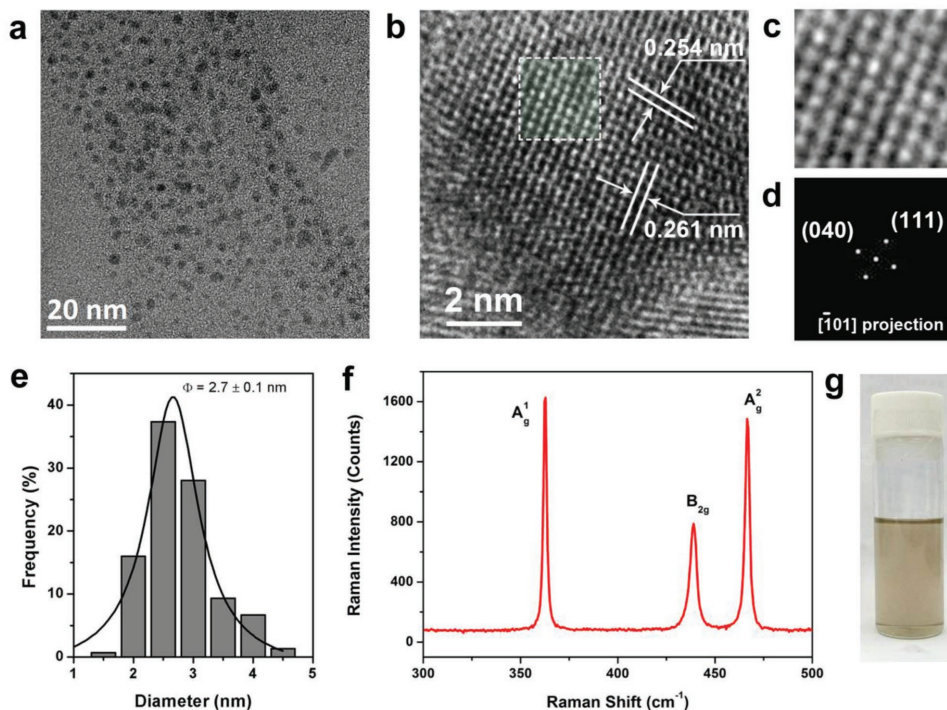 a
20 nm
b
0.254 nm
0.261 nm
2 nm
c
d
(040)
(111)
[1̅01] projection
e
Φ = 2.7 ± 0.1 nm
40
30
20
10
0
1 2 3 4 5
Frequency (%)
Diameter (nm)
f
A¹g
B2g
A²g
1600
1200
800
400
0
300 350 400 450 500
Raman Intensity (Counts)
Raman Shift (cm⁻¹)
g